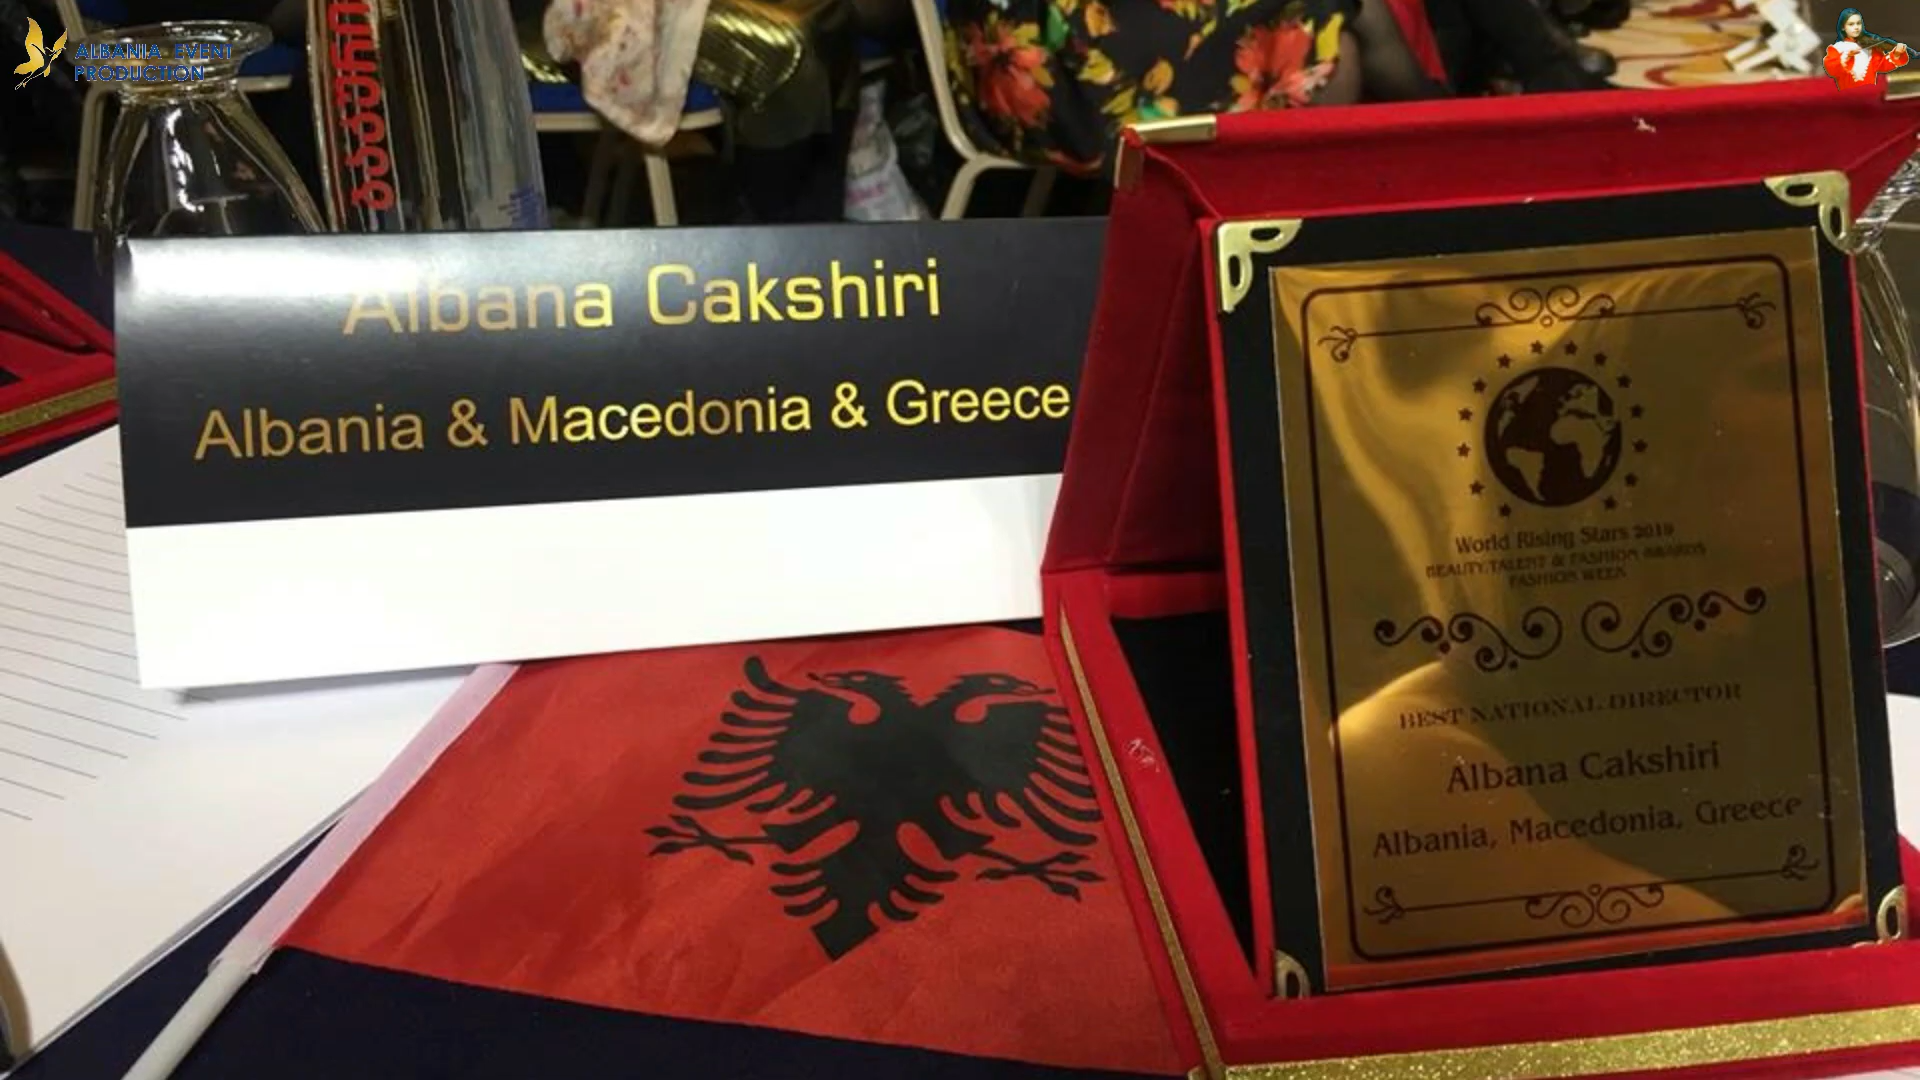 ALBANIA EVENT
PRODUCTION
Albana Cakshiri
Albania & Macedonia & Greece
World Rising Stars 2019
BEAUTY, TALENT & FASHION AWARDS
FASHION WEEK
BEST NATIONAL DIRECTOR
Albana Cakshiri
Albania, Macedonia, Greece